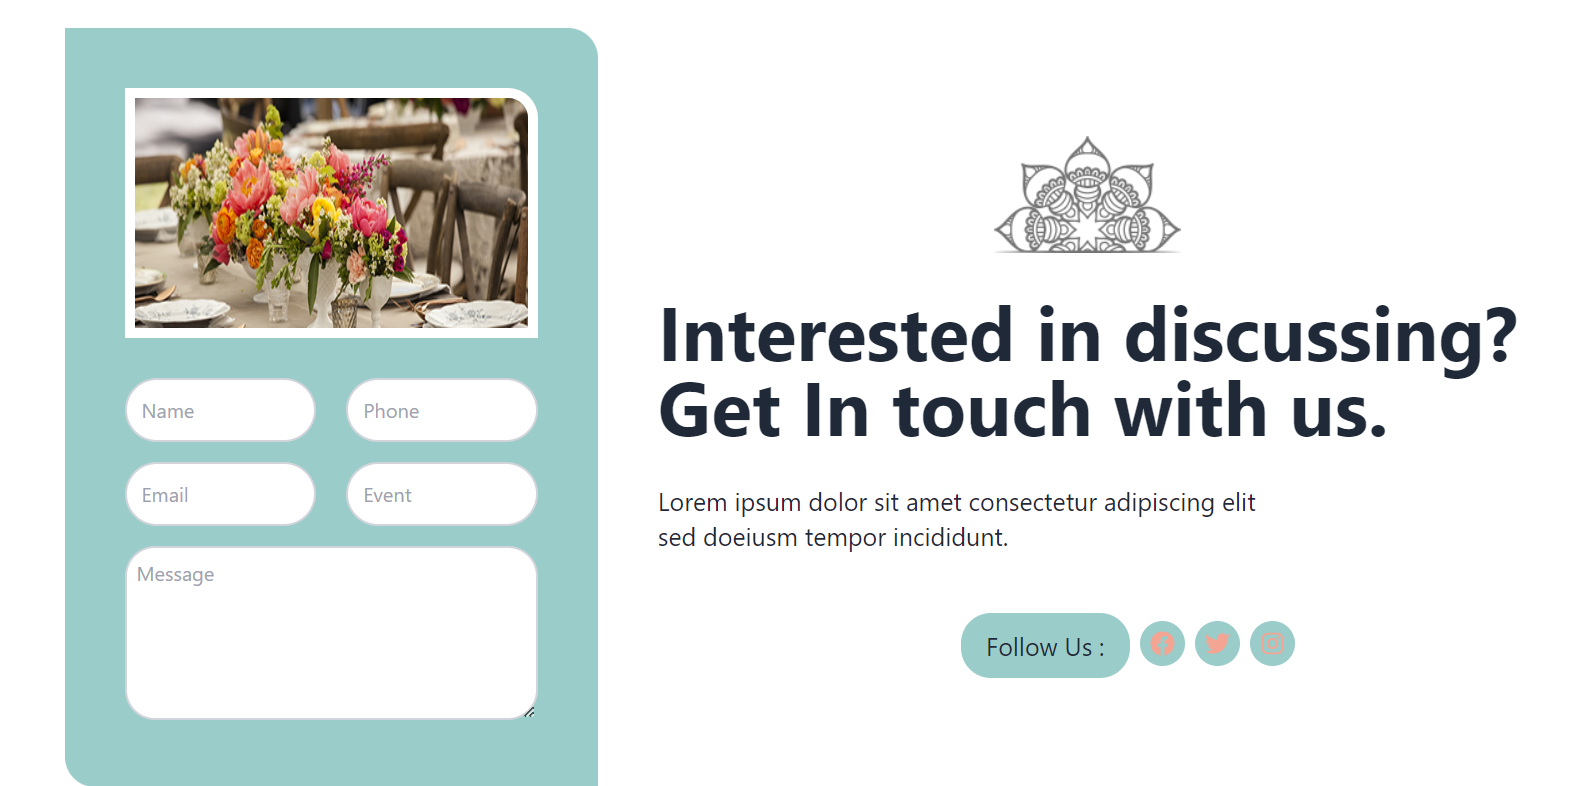 Name
Phone
Email
Event
Message
Interested in discussing?
Get In touch with us.
Lorem ipsum dolor sit amet consectetur adipiscing elit
sed doeiusm tempor incididunt.
Follow Us :